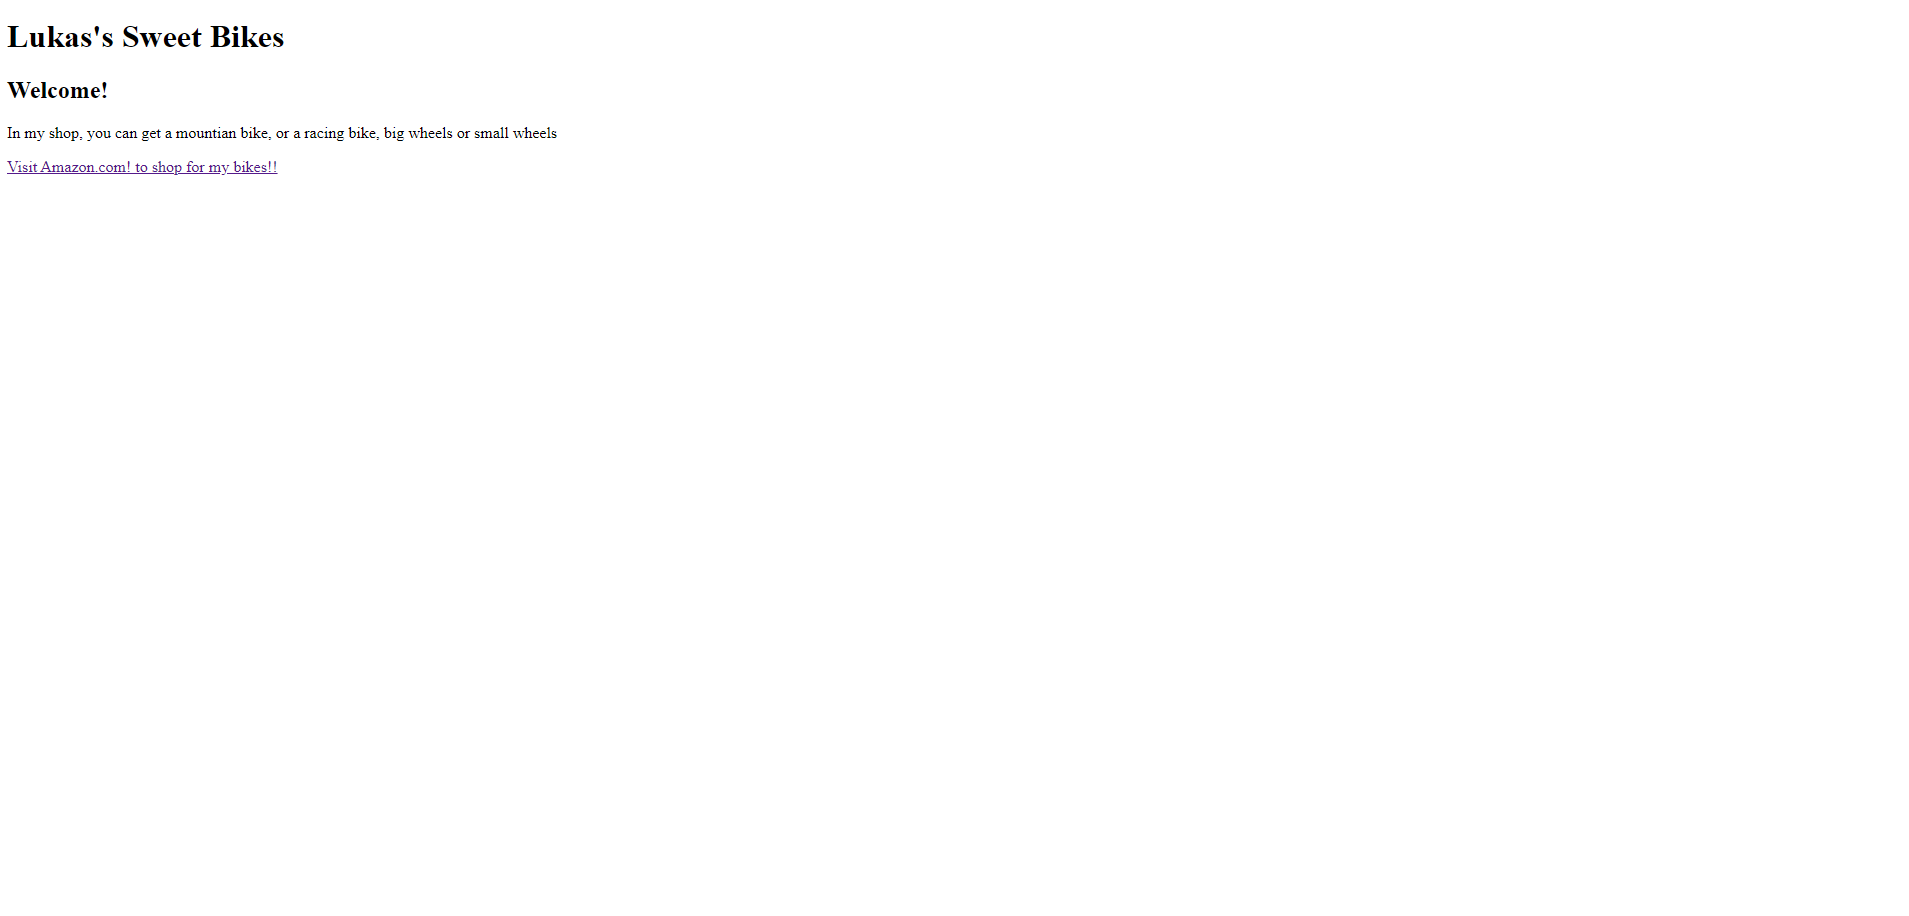 Lukas's Sweet Bikes
Welcome!
In my shop, you can get a mountian bike, or a racing bike, big wheels or small wheels
Visit Amazon.com! to shop for my bikes!!